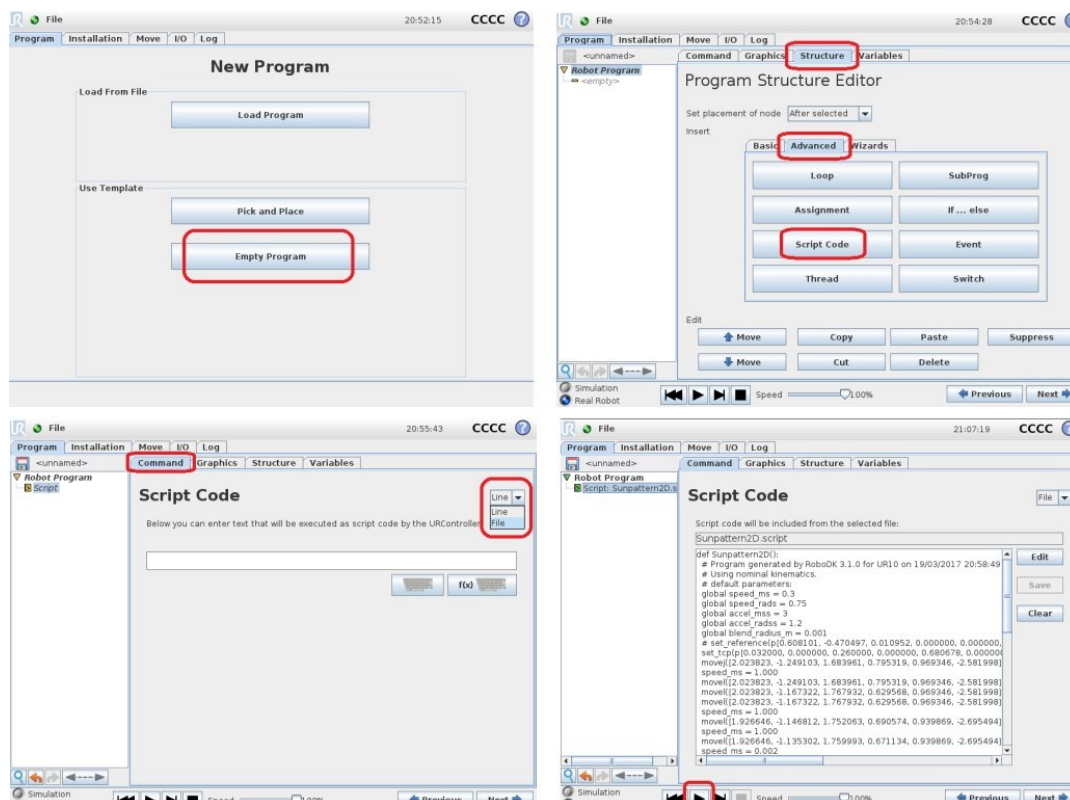 File 20:52:15 CCCC ?
Program Installation Move I/O Log
New Program
Load From File
Load Program
Use Template
Pick and Place
Empty Program
File 20:54:28 CCCC
Program Installation Move I/O Log
<unnamed> Command Graphics Structure Variables
Robot Program
<empty>
Program Structure Editor
Set placement of node After selected
Insert
Basic Advanced Wizards
Loop SubProg
Assignment If ... else
Script Code Event
Thread Switch
Edit
Move Copy Paste Suppress
Move Cut Delete
Simulation
Real Robot
Speed 100% Previous Next
File 20:55:43 CCCC ?
Program Installation Move I/O Log
<unnamed> Command Graphics Structure Variables
Robot Program
Script
Script Code
Line
Line
File
Below you can enter text that will be executed as script code by the URController
f(x)
Simulation
Speed 100% Previous Next
File 21:07:19 CCCC
Program Installation Move I/O Log
<unnamed> Command Graphics Structure Variables
Robot Program
Script: Sunpattern2D.s
Script Code
File
Script code will be included from the selected file:
Sunpattern2D.script
def Sunpattern2D():
# Program generated by RoboDK 3.1.0 for UR10 on 19/03/2017 20:58:49
# Using nominal kinematics.
# default parameters:
global speed_ms = 0.3
global speed_rads = 0.75
global accel_mss = 3
global accel_radss = 1.2
global blend_radius_m = 0.001
# set_reference(p[0.608101, -0.470497, 0.010952, 0.000000, 0.000000,
set_tcp(p[0.032000, 0.000000, 0.260000, 0.000000, 0.680678, 0.00000
movej([2.023823, -1.249103, 1.683961, 0.795319, 0.969346, -2.581998]
speed_ms = 1.000
movel([2.023823, -1.249103, 1.683961, 0.795319, 0.969346, -2.581998]
movel([2.023823, -1.167322, 1.767932, 0.629568, 0.969346, -2.581998]
movel([2.023823, -1.167322, 1.767932, 0.629568, 0.969346, -2.581998]
speed_ms = 1.000
movel([1.926646, -1.146812, 1.752063, 0.690574, 0.939869, -2.695494]
speed_ms = 1.000
movel([1.926646, -1.135302, 1.759993, 0.671134, 0.939869, -2.695494]
speed_ms = 0.002
Edit
Save
Clear
Simulation
Speed 100% Previous Next